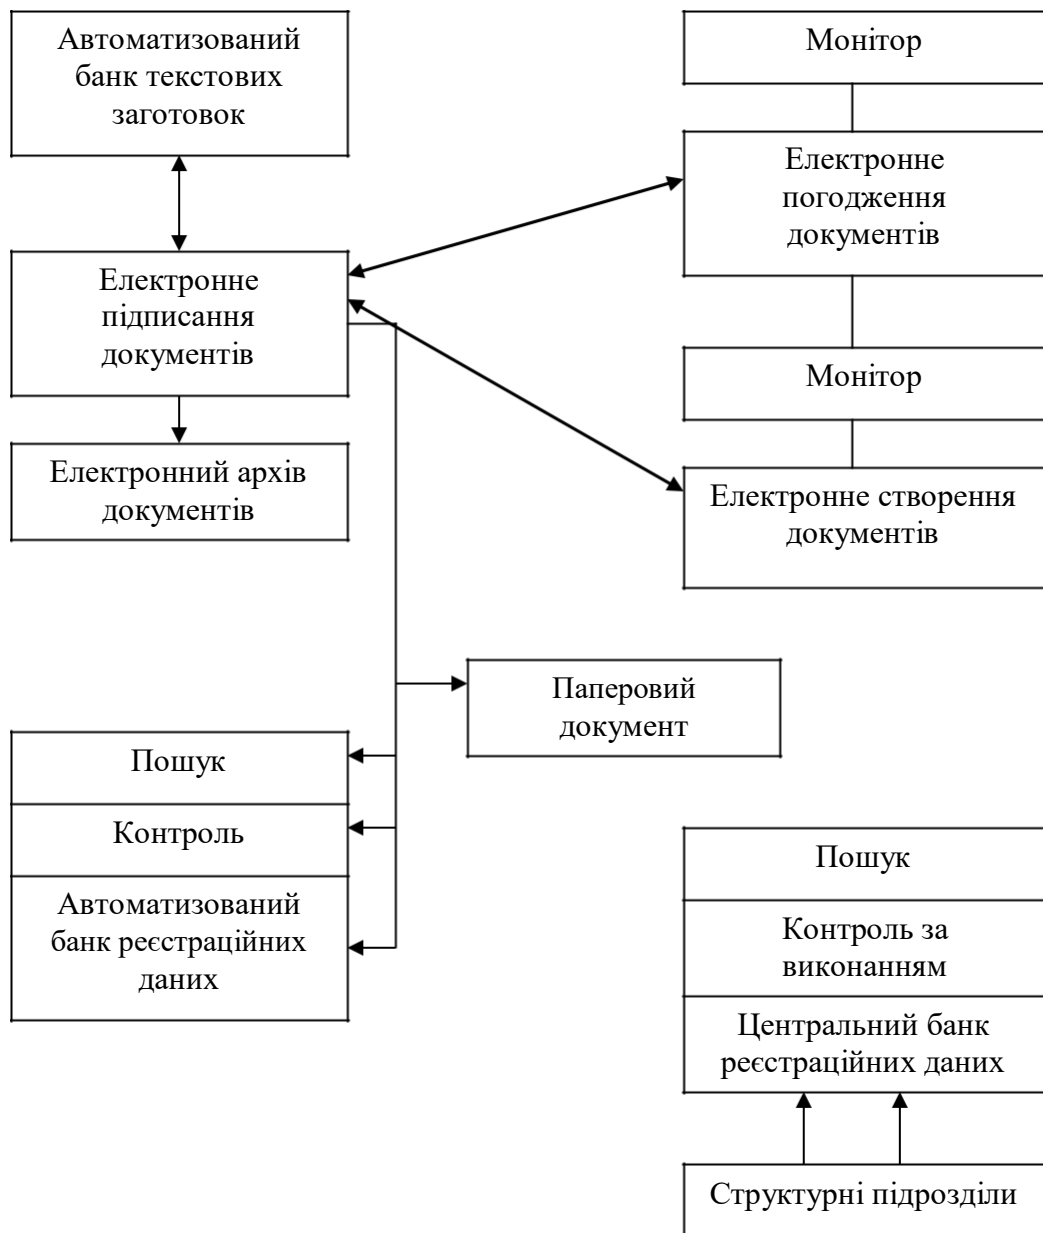 Автоматизований
банк текстових
заготовок
Монітор
Електронне
погодження
документів
Електронне
підписання
документів
Монітор
Електронний архів
документів
Електронне створення
документів
Паперовий
документ
Пошук
Контроль
Автоматизований
банк реєстраційних
даних
Пошук
Контроль за
виконанням
Центральний банк
реєстраційних даних
Структурні підрозділи